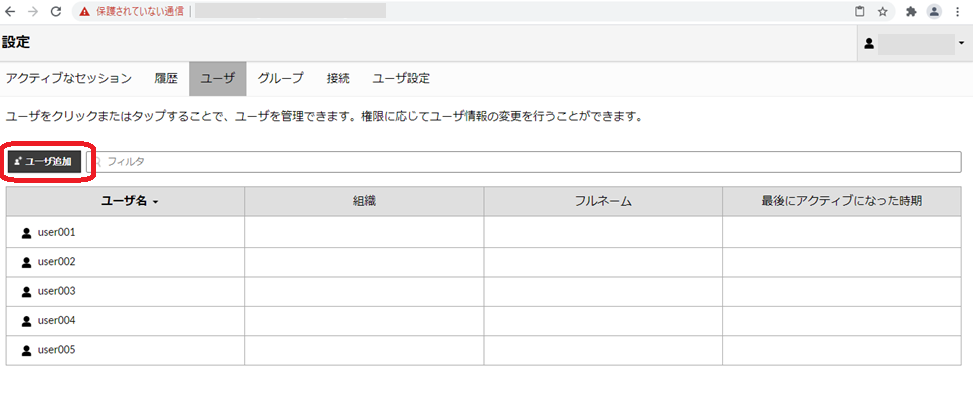 保護されていない通信
設定
アクティブなセッション 履歴 ユーザ グループ 接続 ユーザ設定
ユーザをクリックまたはタップすることで、ユーザを管理できます。権限に応じてユーザ情報の変更を行うことができます。
ユーザ追加 フィルタ
ユーザ名 組織 フルネーム 最後にアクティブになった時期
user001
user002
user003
user004
user005